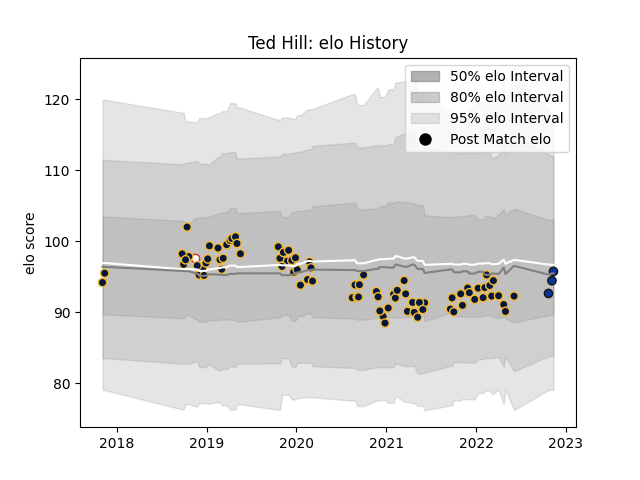 Ted Hill: elo History
50% elo Interval
80% elo Interval
95% elo Interval
Post Match elo
elo score
120
110
100
90
80
2018
2019
2020
2021
2022
2023